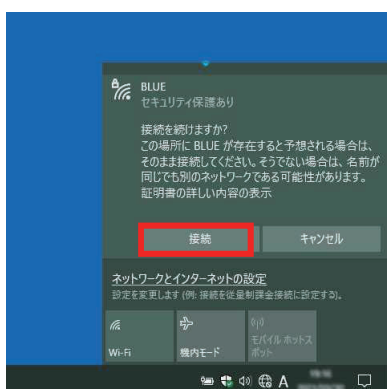 BLUE
セキュリティ保護あり
接続を続けますか?
この場所に BLUE が存在すると予想される場合は、
そのまま接続してください。そうでない場合は、名前が
同じでも別のネットワークである可能性があります。
証明書の詳しい内容の表示
接続 キャンセル
ネットワークとインターネットの設定
設定を変更します (例: 接続を従量制課金接続に設定する)。
Wi-Fi
機内モード
モバイル ホットス
ポット
A